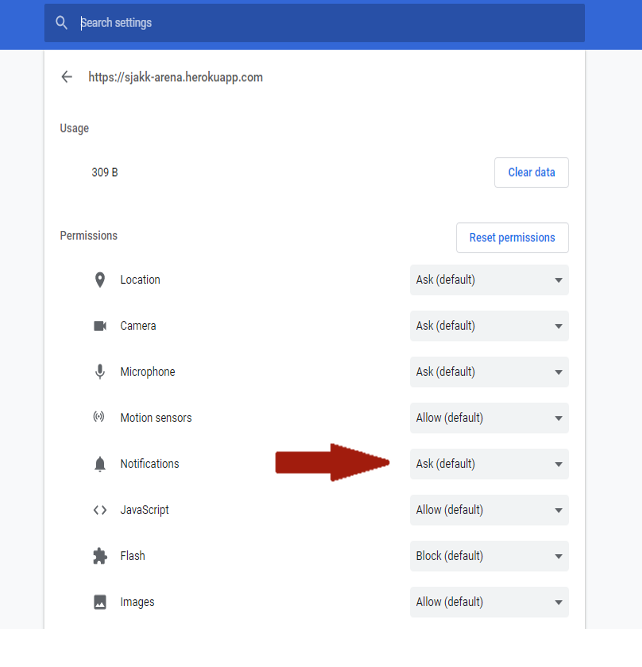 Search settings
https://sjakk-arena.herokuapp.com
Usage
309 B
Clear data
Permissions
Reset permissions
Location
Ask (default)
Camera
Ask (default)
Microphone
Ask (default)
Motion sensors
Allow (default)
Notifications
Ask (default)
JavaScript
Allow (default)
Flash
Block (default)
Images
Allow (default)